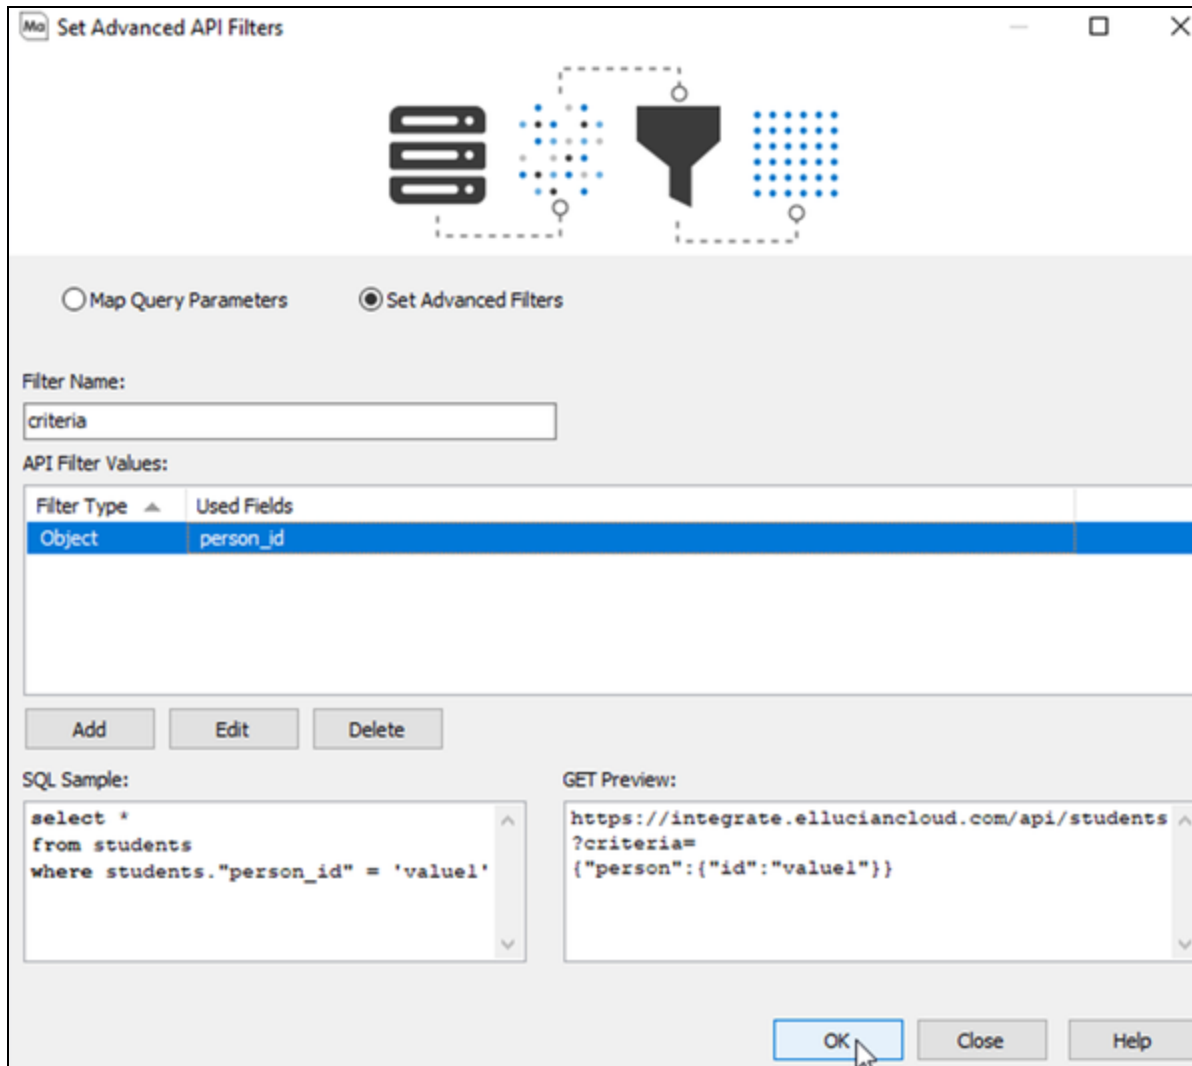 Ma Set Advanced API Filters
Map Query Parameters Set Advanced Filters
Filter Name:
criteria
API Filter Values:
Filter Type Used Fields
Object person_id
Add Edit Delete
SQL Sample:
select *
from students
where students."person_id" = 'value1'
GET Preview:
https://integrate.elluciancloud.com/api/students
?criteria=
{"person":{"id":"value1"}}
OK Close Help